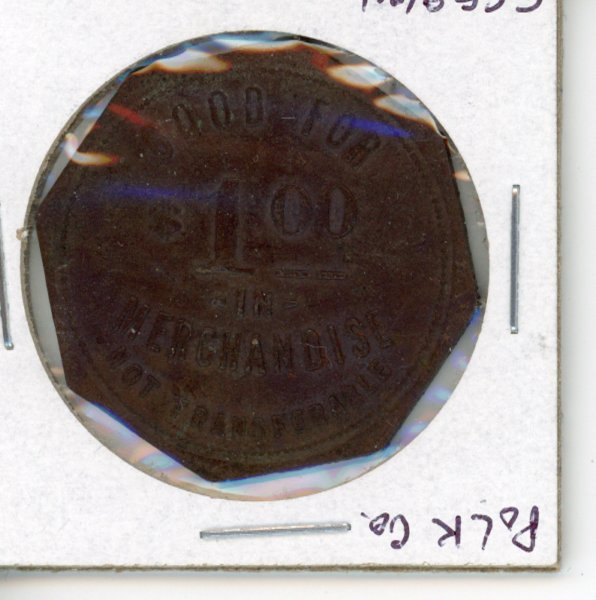 GOOD FOR
$1.00
- IN -
MERCHANDISE
NOT TRANSFERABLE
POLK Co.